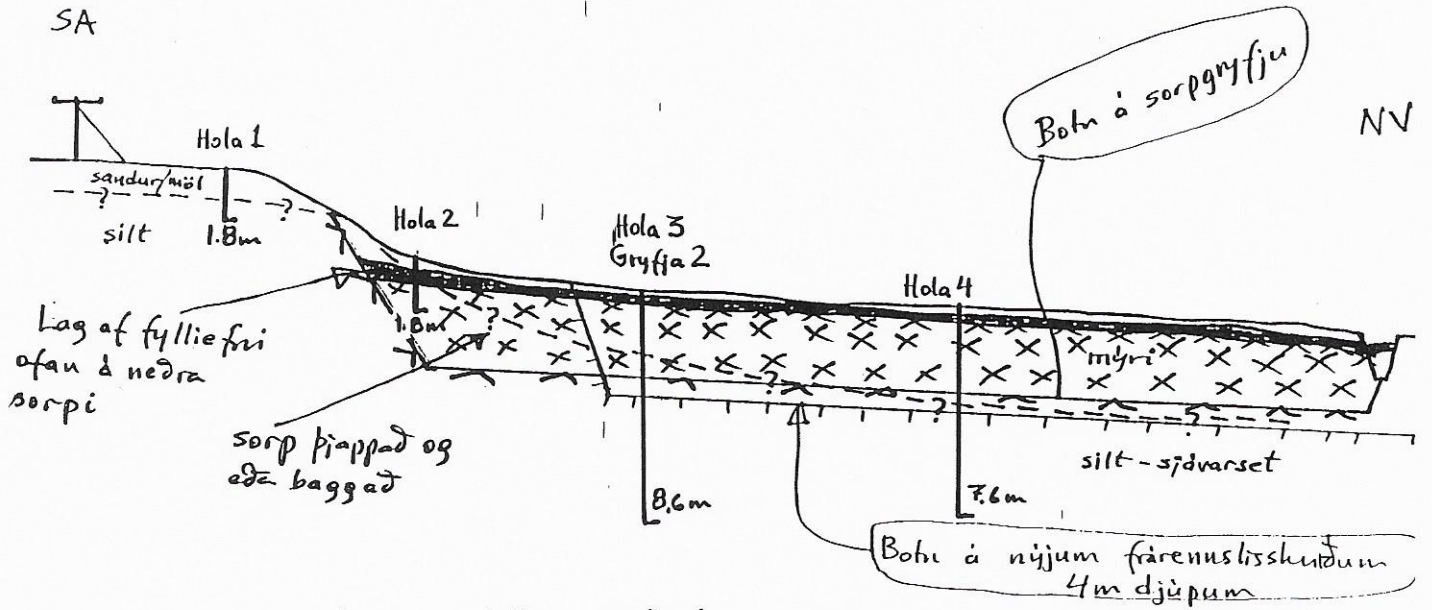 SA
NV
Botn á sorpgryfju
Hola 1
sandur/möl
?
?
silt
1.8m
Hola 2
Hola 3
Gryfja 2
Hola 4
1.8m
?
mýri
?
?
?
Lag af fylliefni
ofan á neðra
sorpi
sorp þjappað og
eða baggað
silt - sjávarset
8.6m
7.6m
Botn á nýjum frárennslisskurðum
4m djúpum